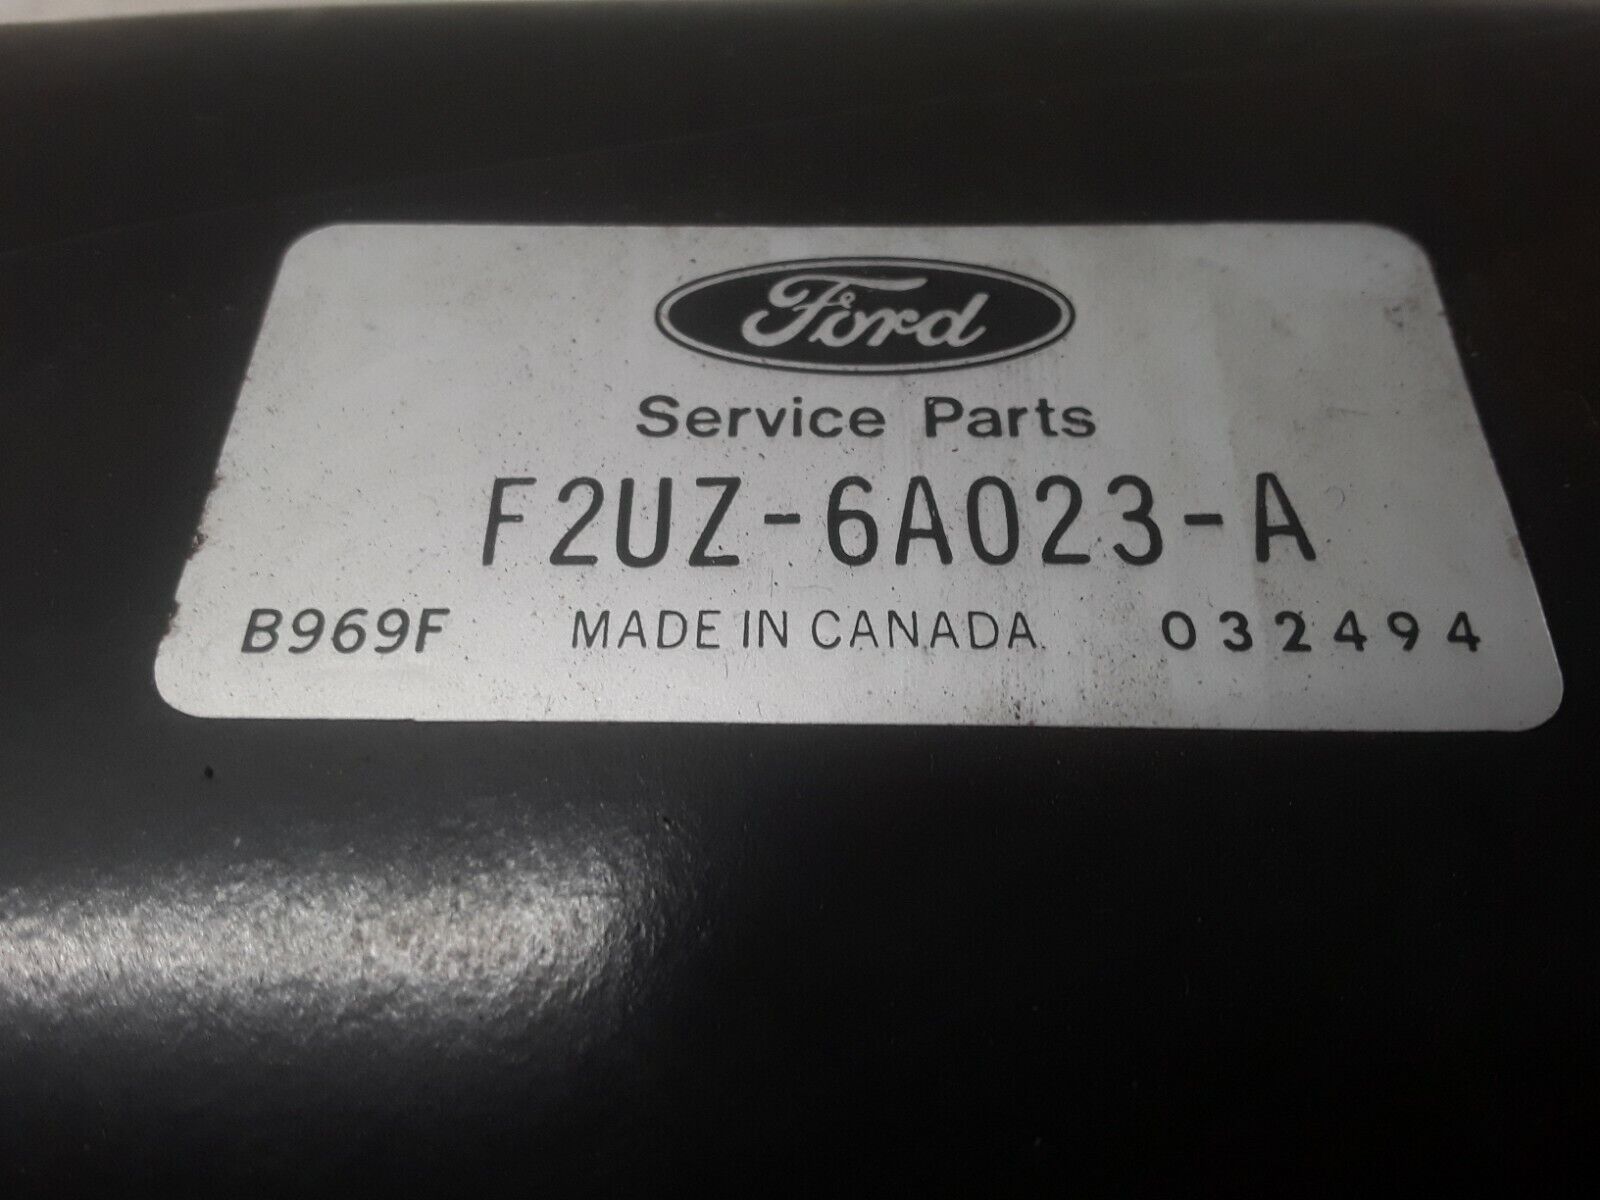 Ford
Service Parts
F2UZ-6A023-A
B969F MADE IN CANADA 032494